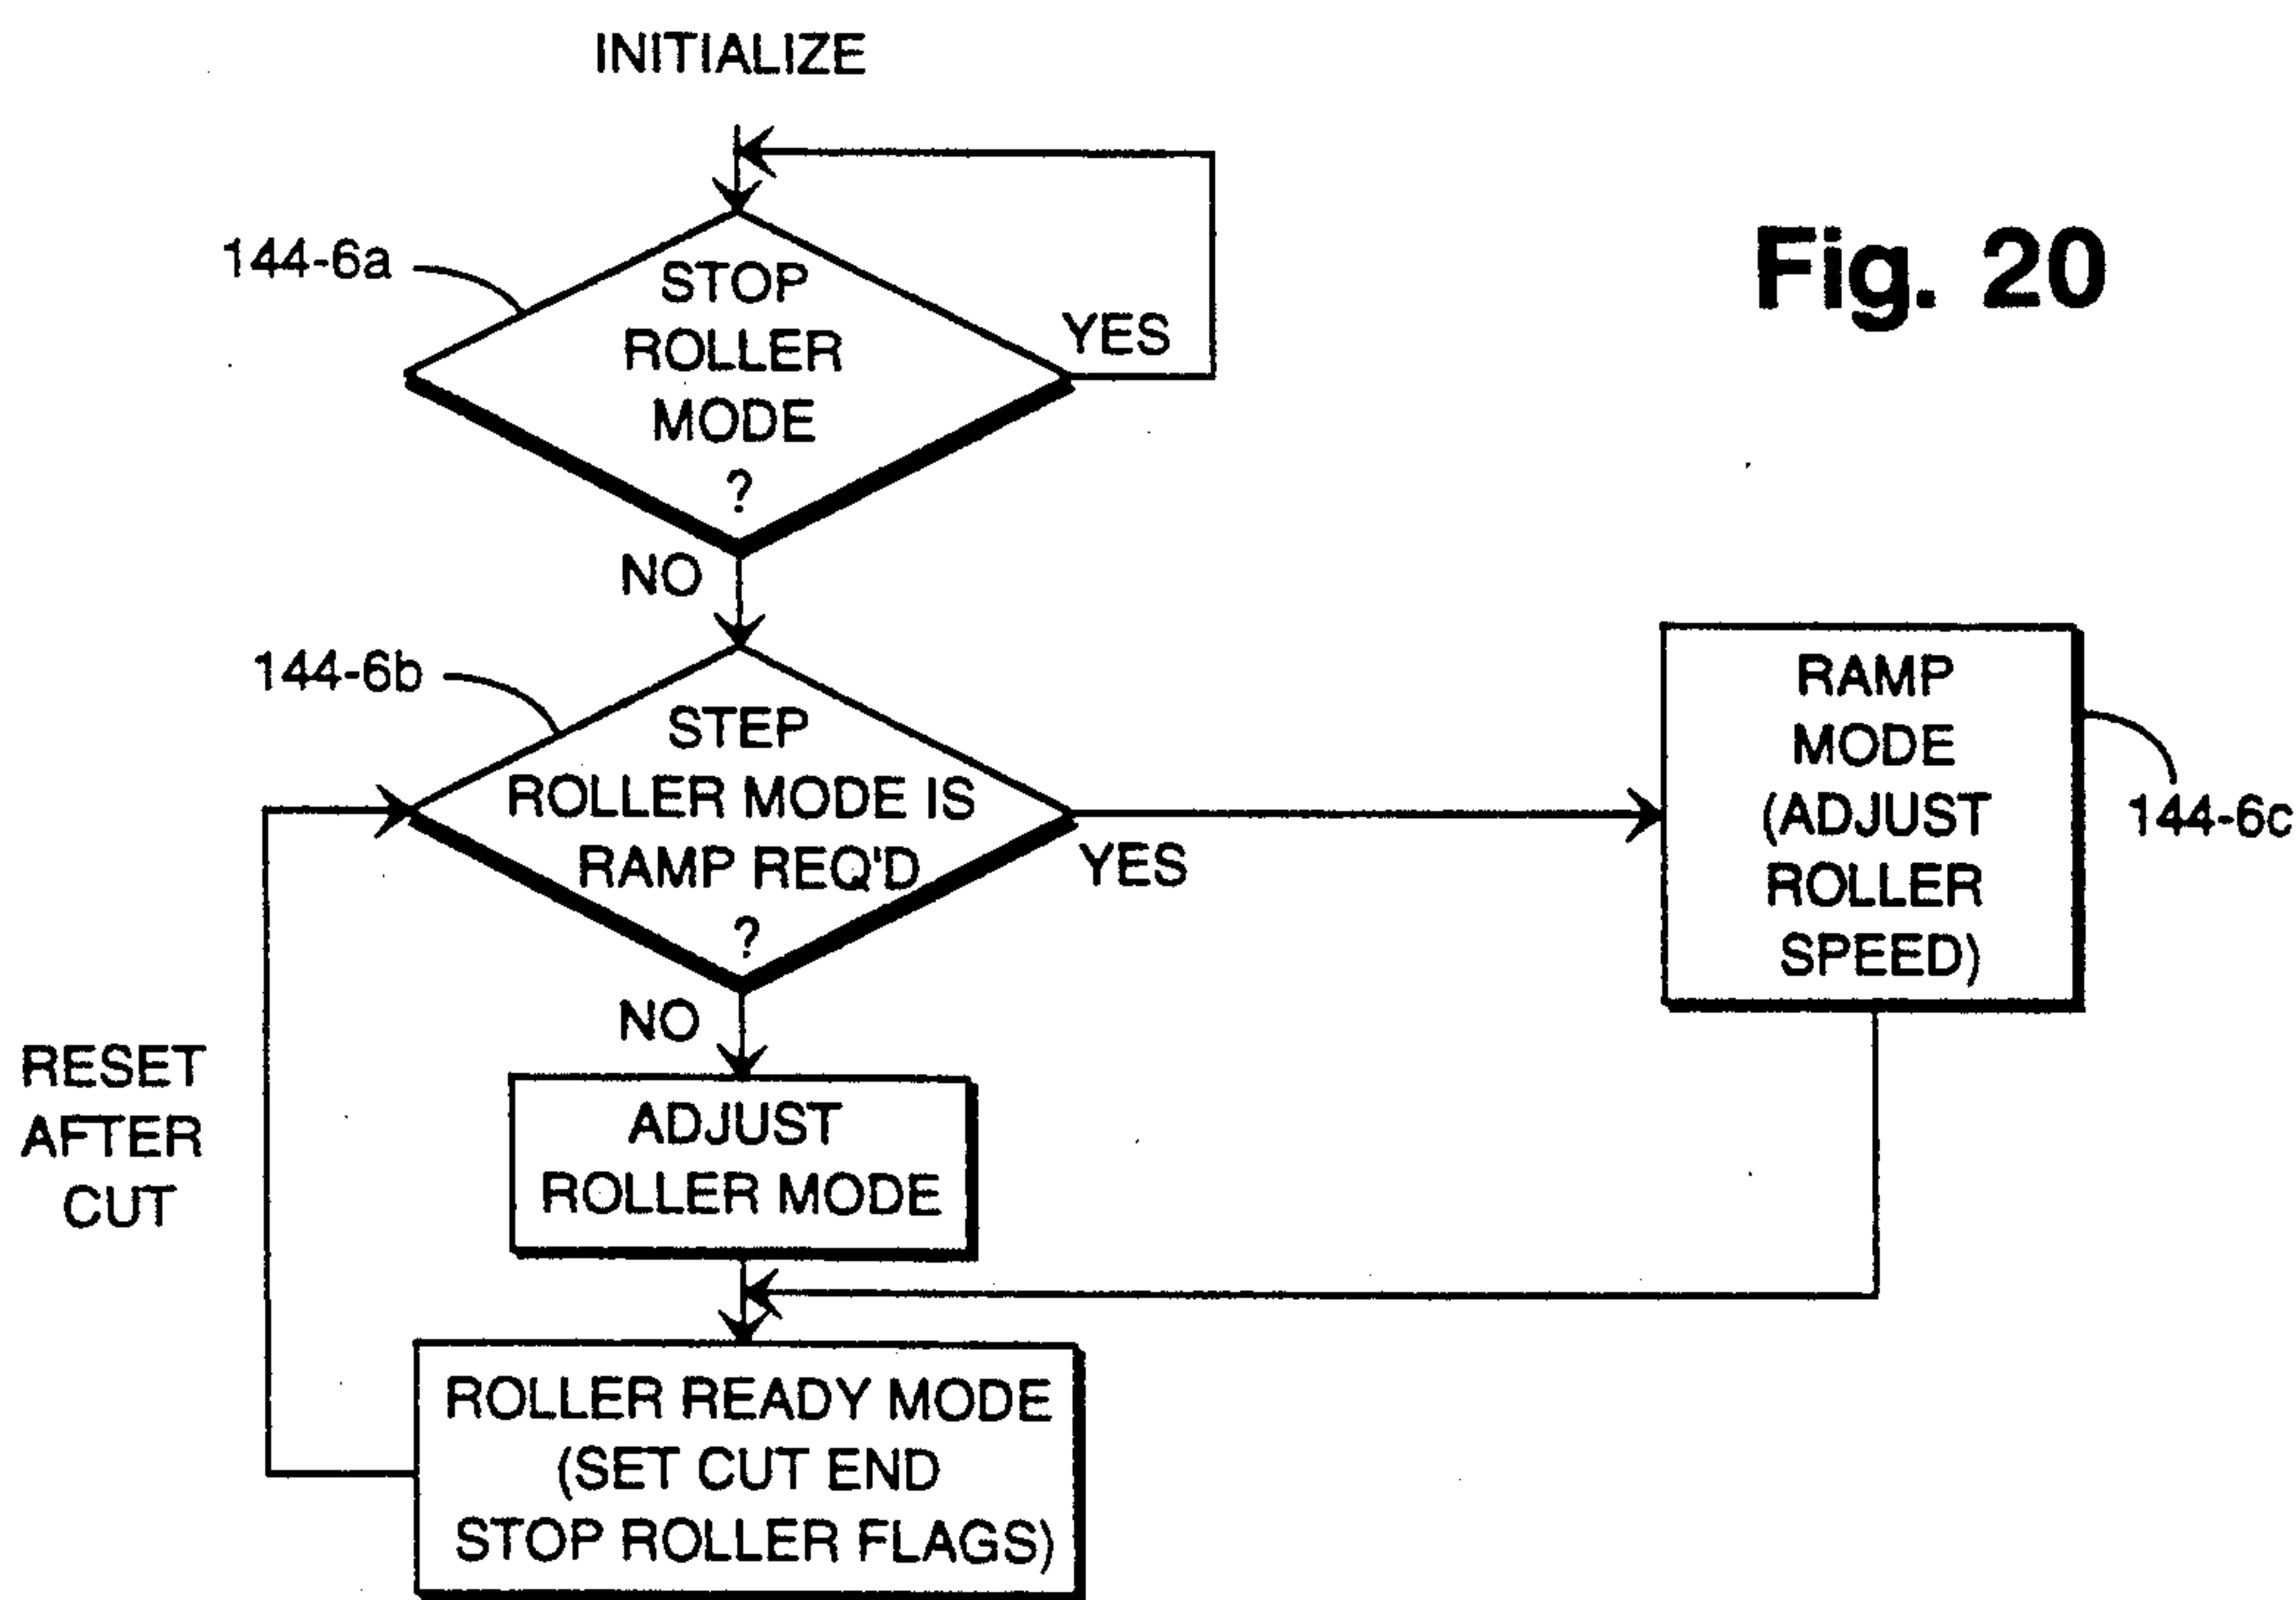 INITIALIZE
144-6a
STOP
ROLLER
MODE
?
YES
Fig. 20
NO
144-6b
STEP
ROLLER MODE IS
RAMP REQ'D
?
YES
RAMP
MODE
(ADJUST
ROLLER
SPEED)
144-6c
NO
RESET
AFTER
CUT
ADJUST
ROLLER MODE
ROLLER READY MODE
(SET CUT END
STOP ROLLER FLAGS)